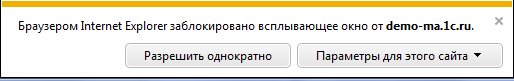 Браузером Internet Explorer заблокировано всплывающее окно от demo-ma.1c.ru.
Разрешить однократно Параметры для этого сайта